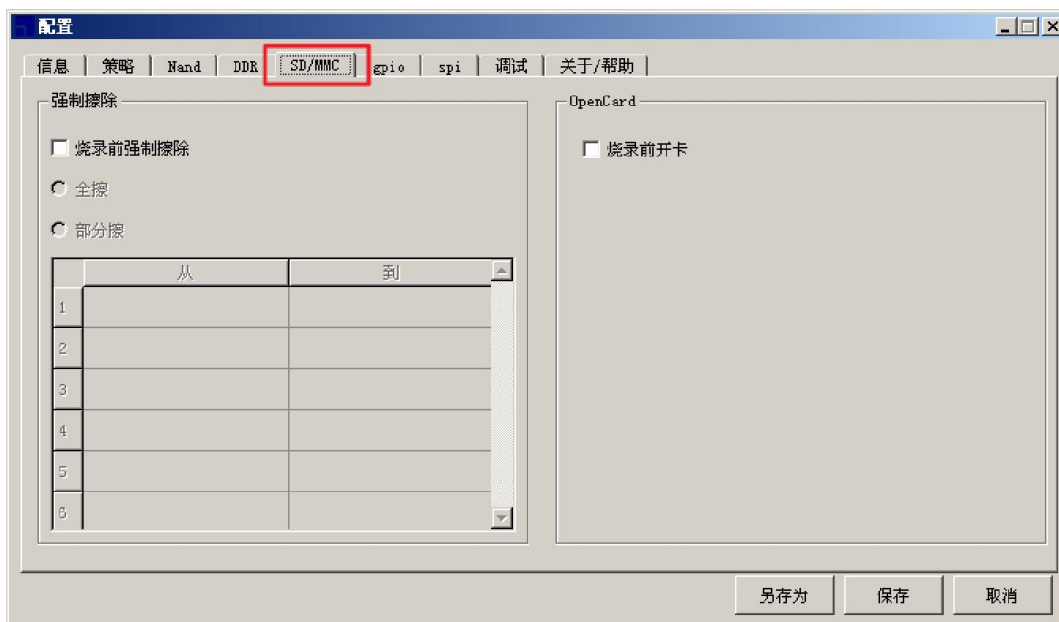 配置
信息 策略 Nand DDR SD/MMC gpio spi 调试 关于/帮助
强制擦除
烧录前强制擦除
全擦
部分擦
从 到
1
2
3
4
5
6
OpenCard
烧录前开卡
另存为 保存 取消